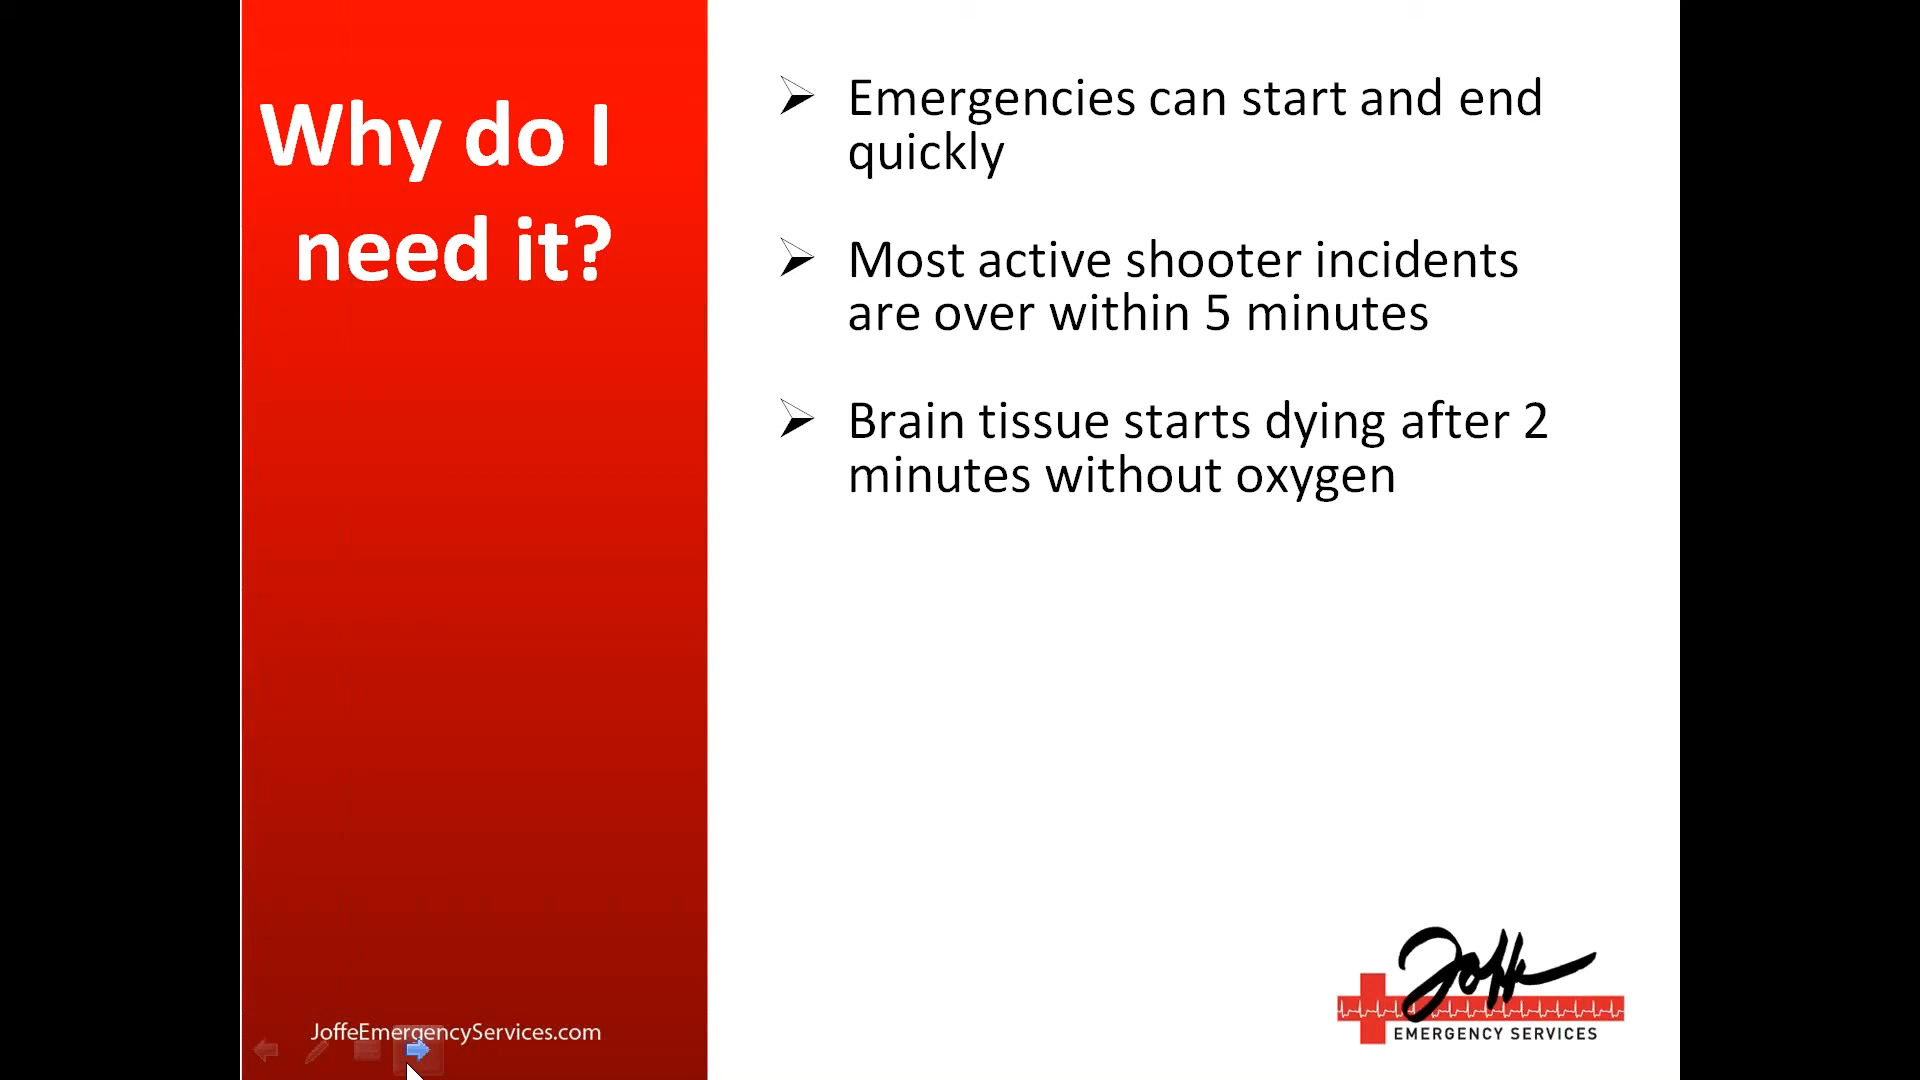 Why do I
need it?
Emergencies can start and end
quickly
Most active shooter incidents
are over within 5 minutes
Brain tissue starts dying after 2
minutes without oxygen
JoffeEmergencyServices.com
Joffe
EMERGENCY SERVICES